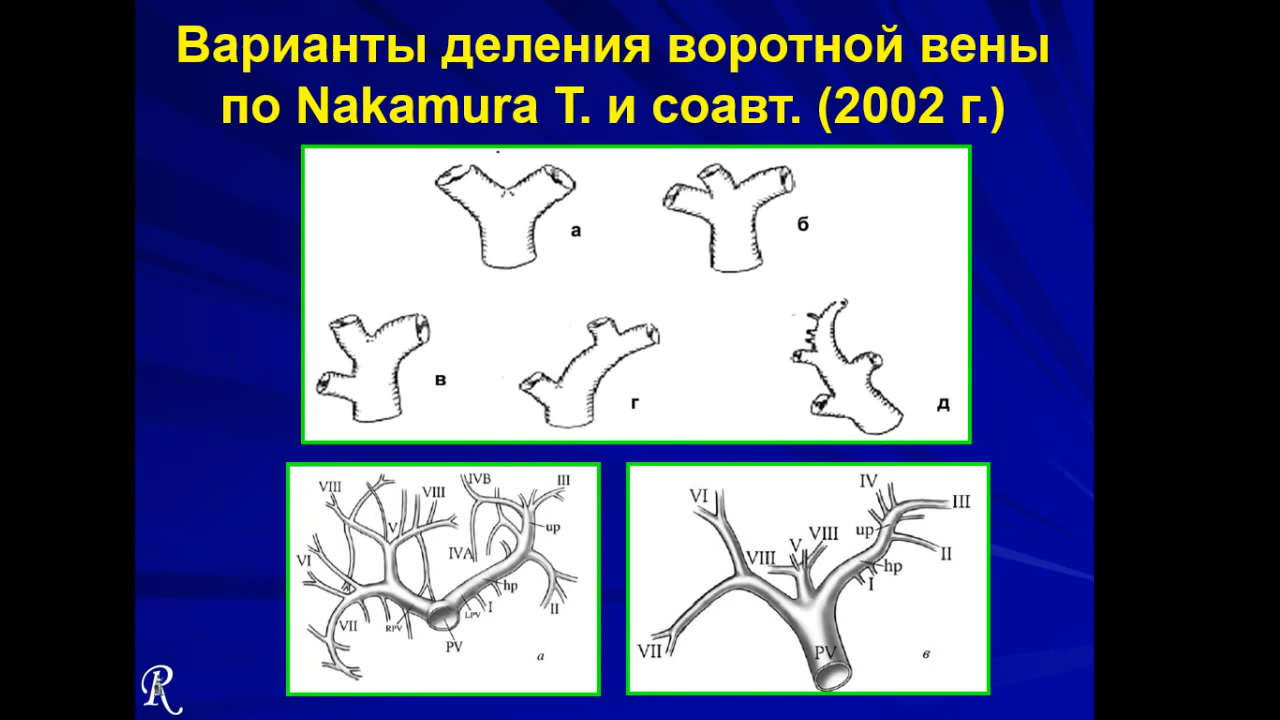 Варианты деления воротной вены
по Nakamura T. и соавт. (2002 г.)
а
б
в
г
д
VIII
VIII
IVB
III
V
up
VI
IVA
hp
VII
RPV
LPV
I
II
PV
а
VI
IV
III
VIII
V
VIII
up
II
hp
I
VII
PV
в
R